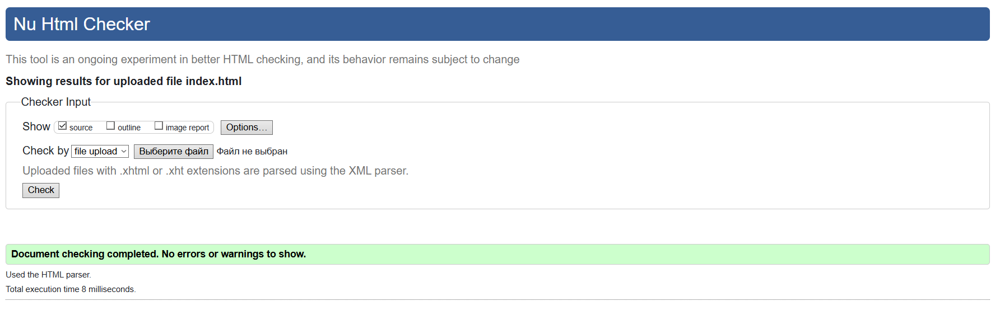 Nu Html Checker
This tool is an ongoing experiment in better HTML checking, and its behavior remains subject to change
Showing results for uploaded file index.html
Checker Input
Show source outline image report Options...
Check by file upload Выберите файл Файл не выбран
Uploaded files with .xhtml or .xht extensions are parsed using the XML parser.
Check
Document checking completed. No errors or warnings to show.
Used the HTML parser.
Total execution time 8 milliseconds.